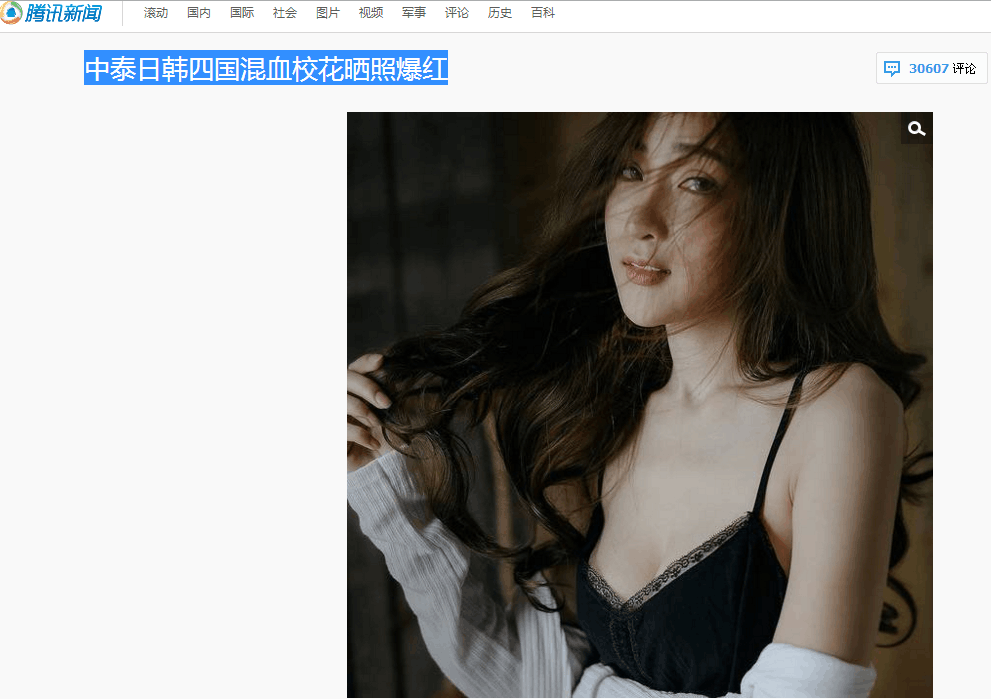 腾讯新闻 滚动 国内 国际 社会 图片 视频 军事 评论 历史 百科
中泰日韩四国混血校花晒照爆红
30607 评论